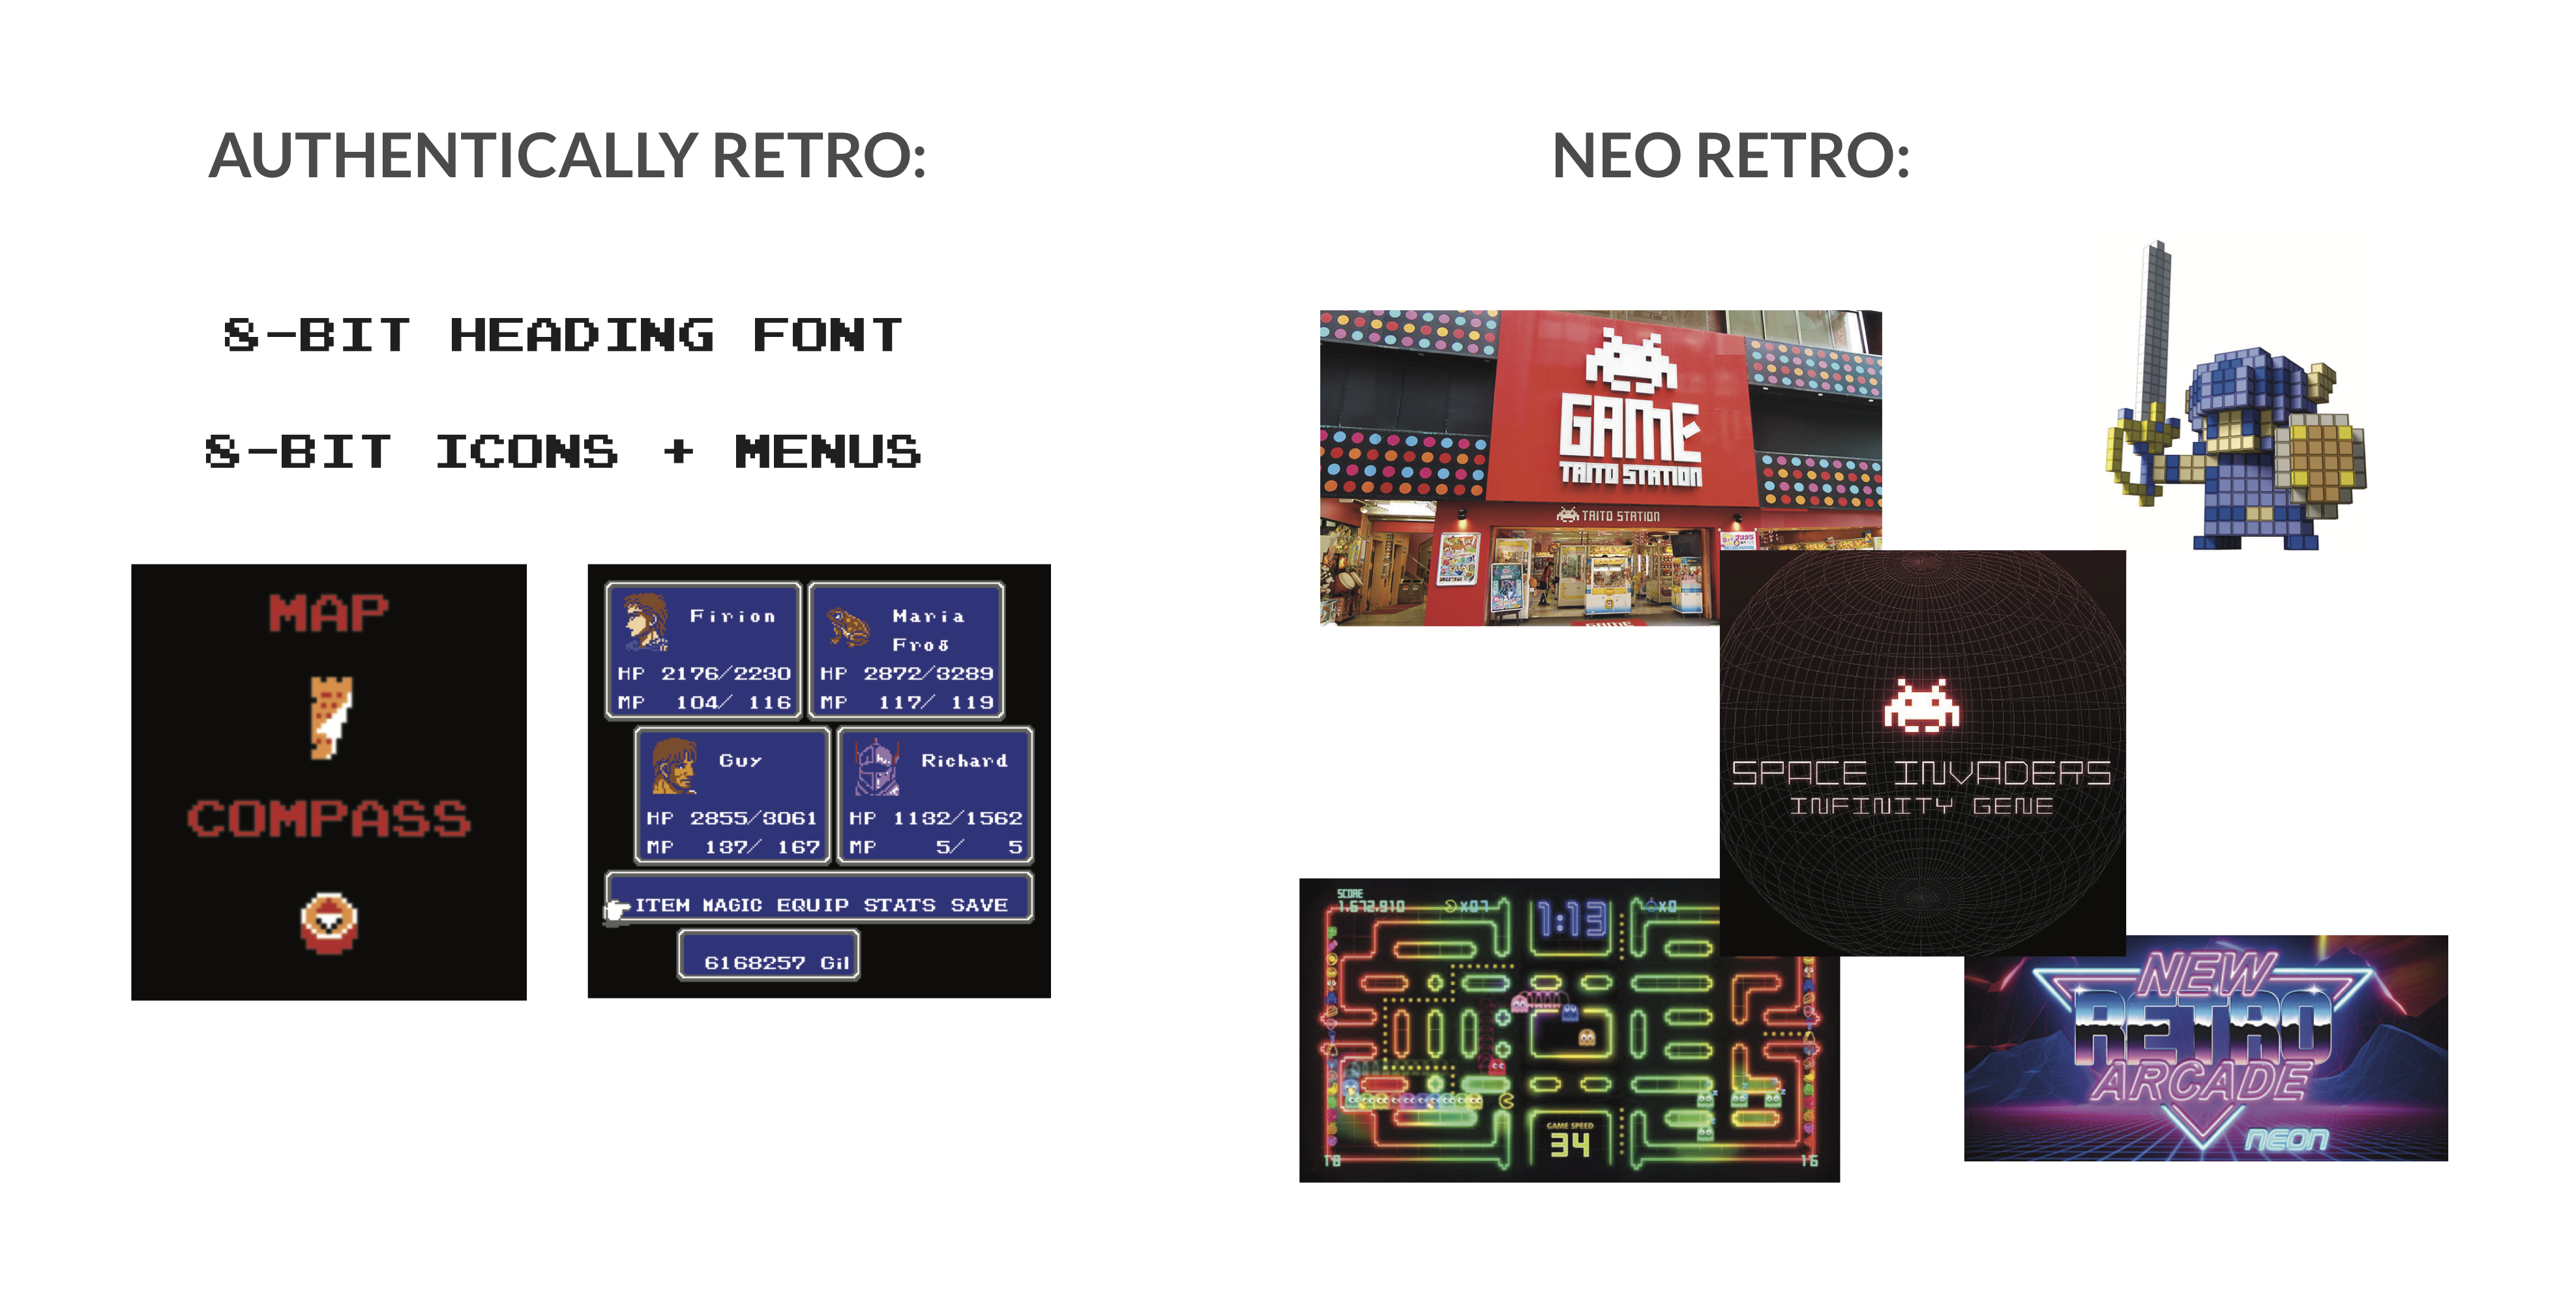 AUTHENTICALLY RETRO:
8-BIT HEADING FONT
8-BIT ICONS + MENUS
MAP
COMPASS
Firion
HP 2176/2230
MP 104/ 116
Maria
Frog
HP 2872/3289
MP 117/ 119
Guy
HP 2855/3061
MP 137/ 167
Richard
HP 1132/1562
MP 5/ 5
ITEM MAGIC EQUIP STATS SAVE
6168257 Gil
NEO RETRO:
GAME
TAITO STATION
TAITO STATION
GAME
SPACE INVADERS
INFINITY GENE
SCORE
1,672,910
x07
1:13
x0
GAME SPEED
34
T8
NEW
RETRO
ARCADE
NEON